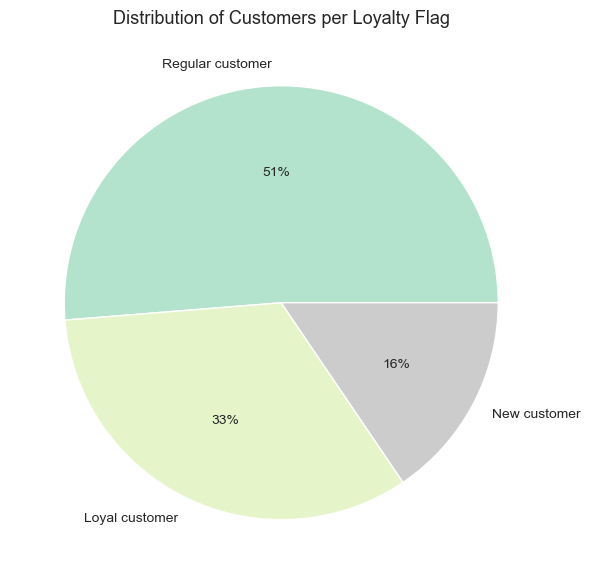 Distribution of Customers per Loyalty Flag
Regular customer
51%
16%
New customer
33%
Loyal customer